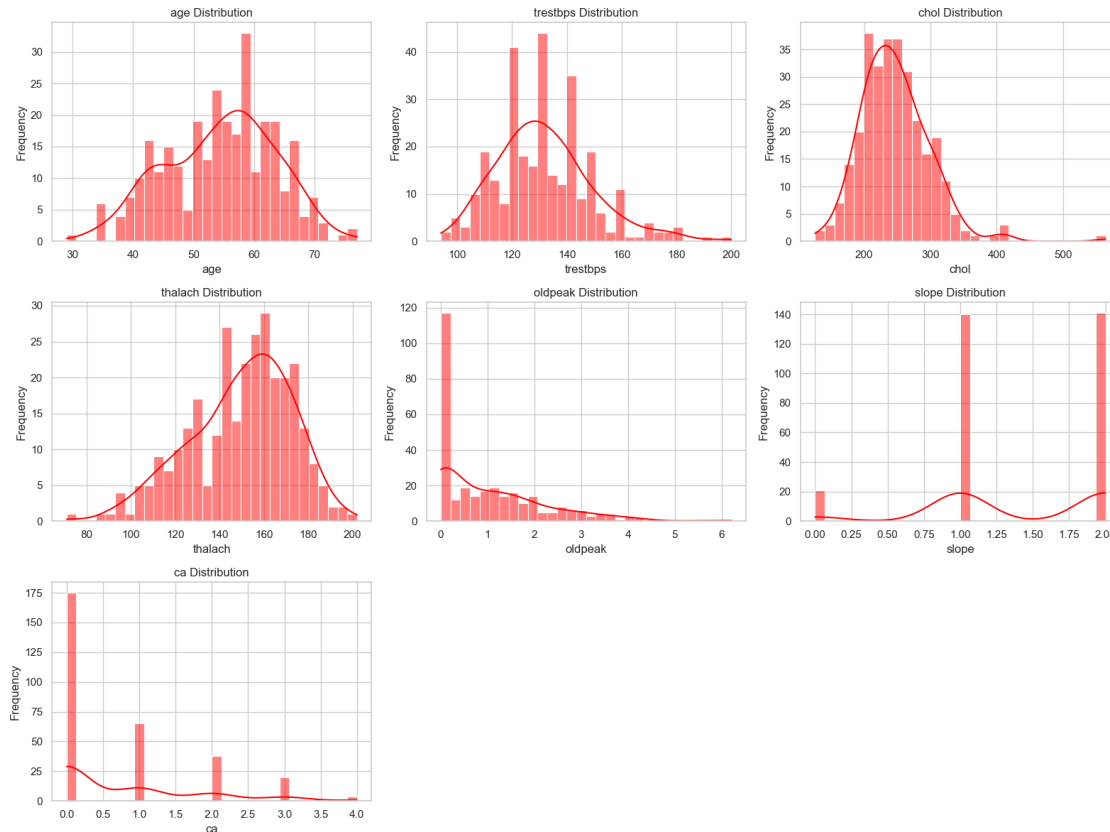 age Distribution
Frequency
35
30
25
20
15
10
5
0
30 40 50 60 70
age
trestbps Distribution
Frequency
40
30
20
10
0
100 120 140 160 180 200
trestbps
chol Distribution
Frequency
35
30
25
20
15
10
5
0
200 300 400 500
chol
thalach Distribution
Frequency
30
25
20
15
10
5
0
80 100 120 140 160 180 200
thalach
oldpeak Distribution
Frequency
120
100
80
60
40
20
0
0 1 2 3 4 5 6
oldpeak
slope Distribution
Frequency
140
120
100
80
60
40
20
0
0.00 0.25 0.50 0.75 1.00 1.25 1.50 1.75 2.0
slope
ca Distribution
Frequency
175
150
125
100
75
50
25
0
0.0 0.5 1.0 1.5 2.0 2.5 3.0 3.5 4.0
ca